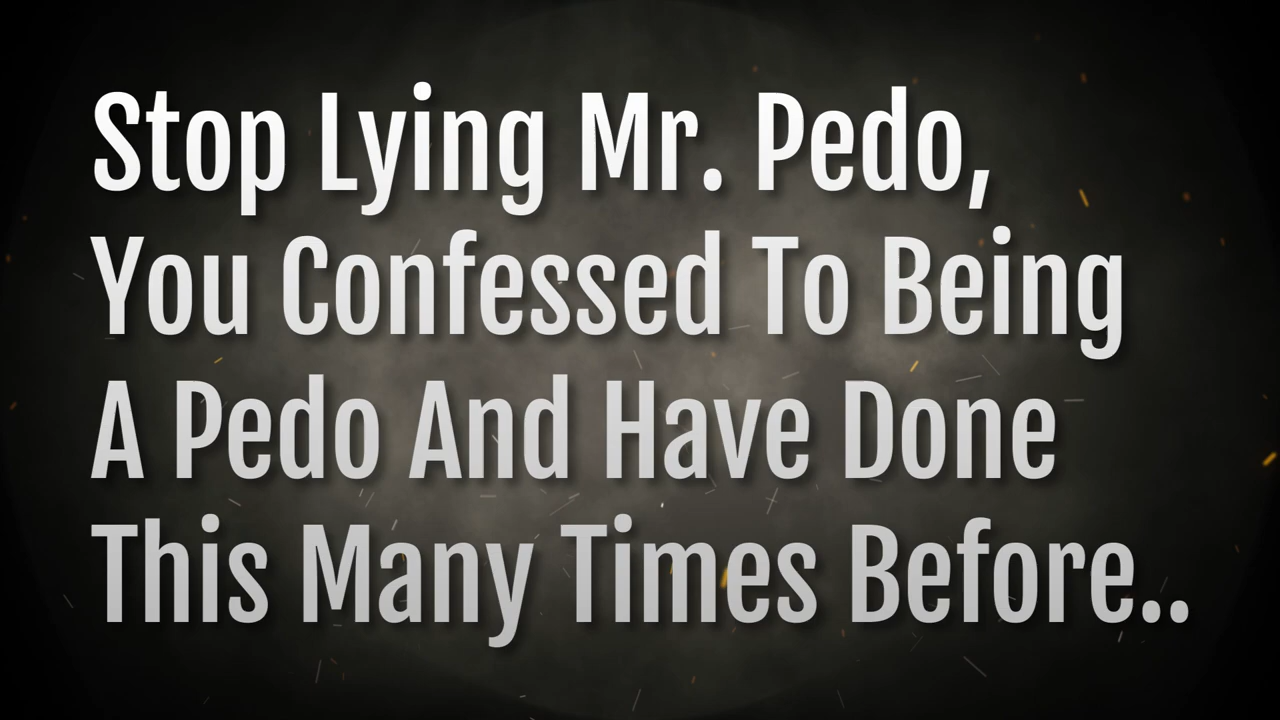 Stop Lying Mr. Pedo,
You Confessed To Being
A Pedo And Have Done
This Many Times Before..